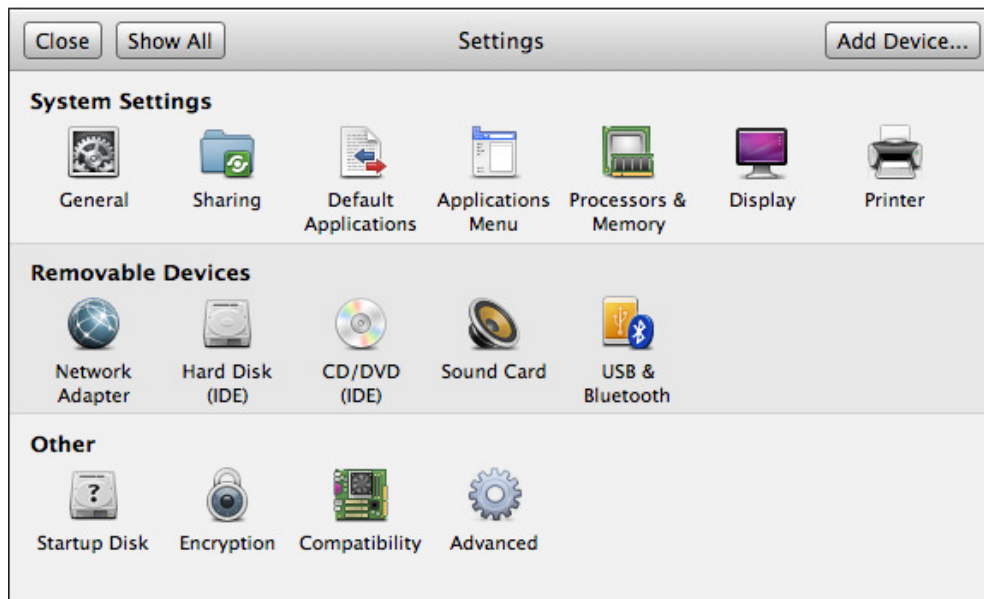 Close Show All Settings Add Device...
System Settings
General Sharing Default Applications Processors & Display Printer
Applications Menu Memory
Removable Devices
Network Hard Disk CD/DVD Sound Card USB &
Adapter (IDE) (IDE) Bluetooth
Other
?
Startup Disk Encryption Compatibility Advanced